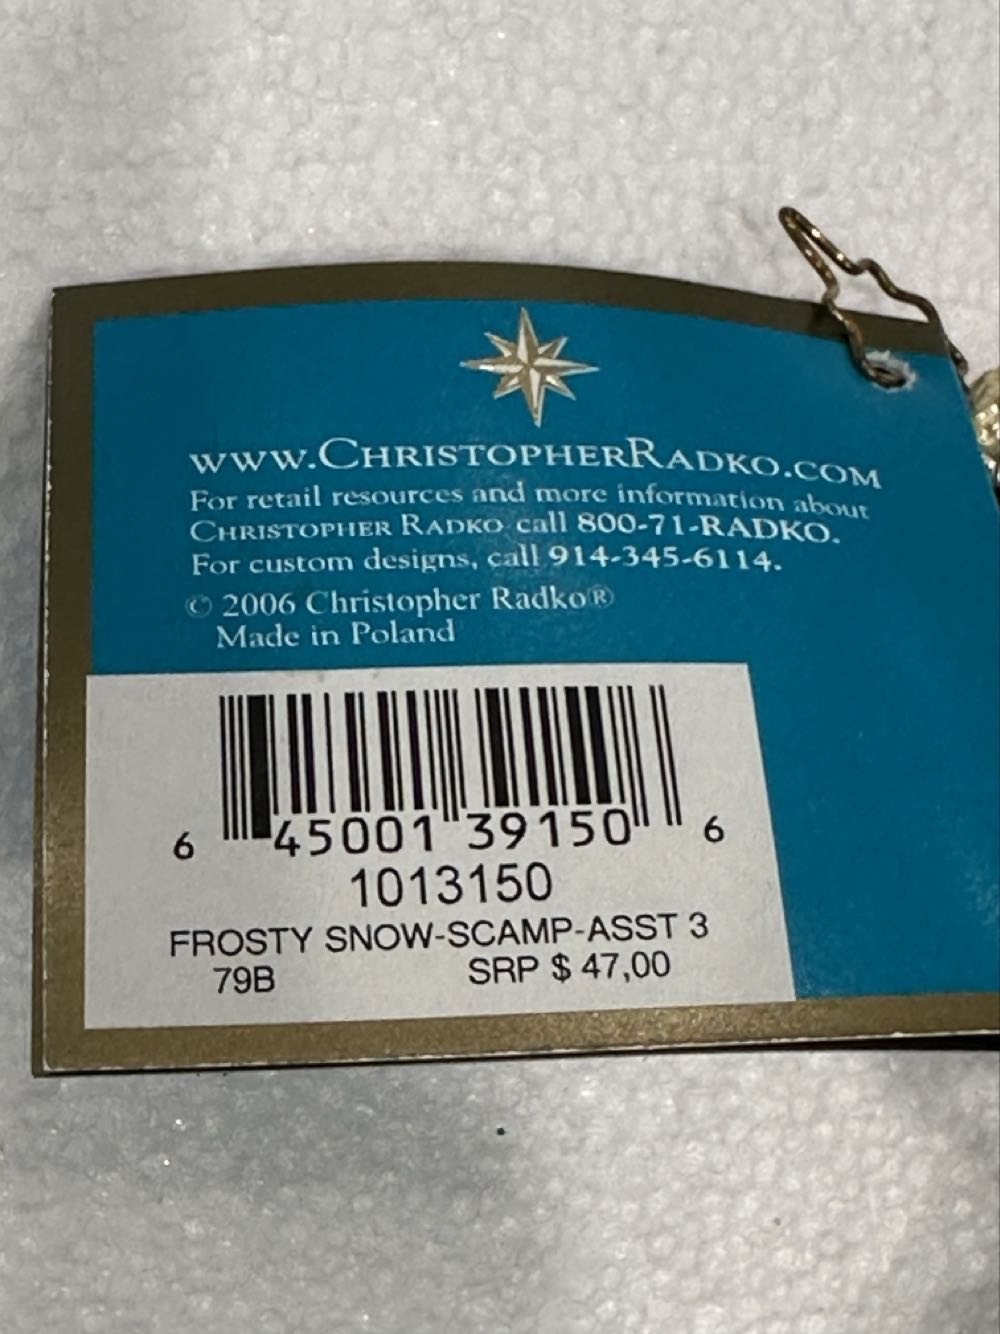 www.ChristopherRadko.com
For retail resources and more information about
Christopher Radko call 800-71-RADKO.
For custom designs, call 914-345-6114.
© 2006 Christopher Radko®
Made in Poland
6 45001 39150 6
1013150
FROSTY SNOW-SCAMP-ASST 3
79B SRP $ 47,00